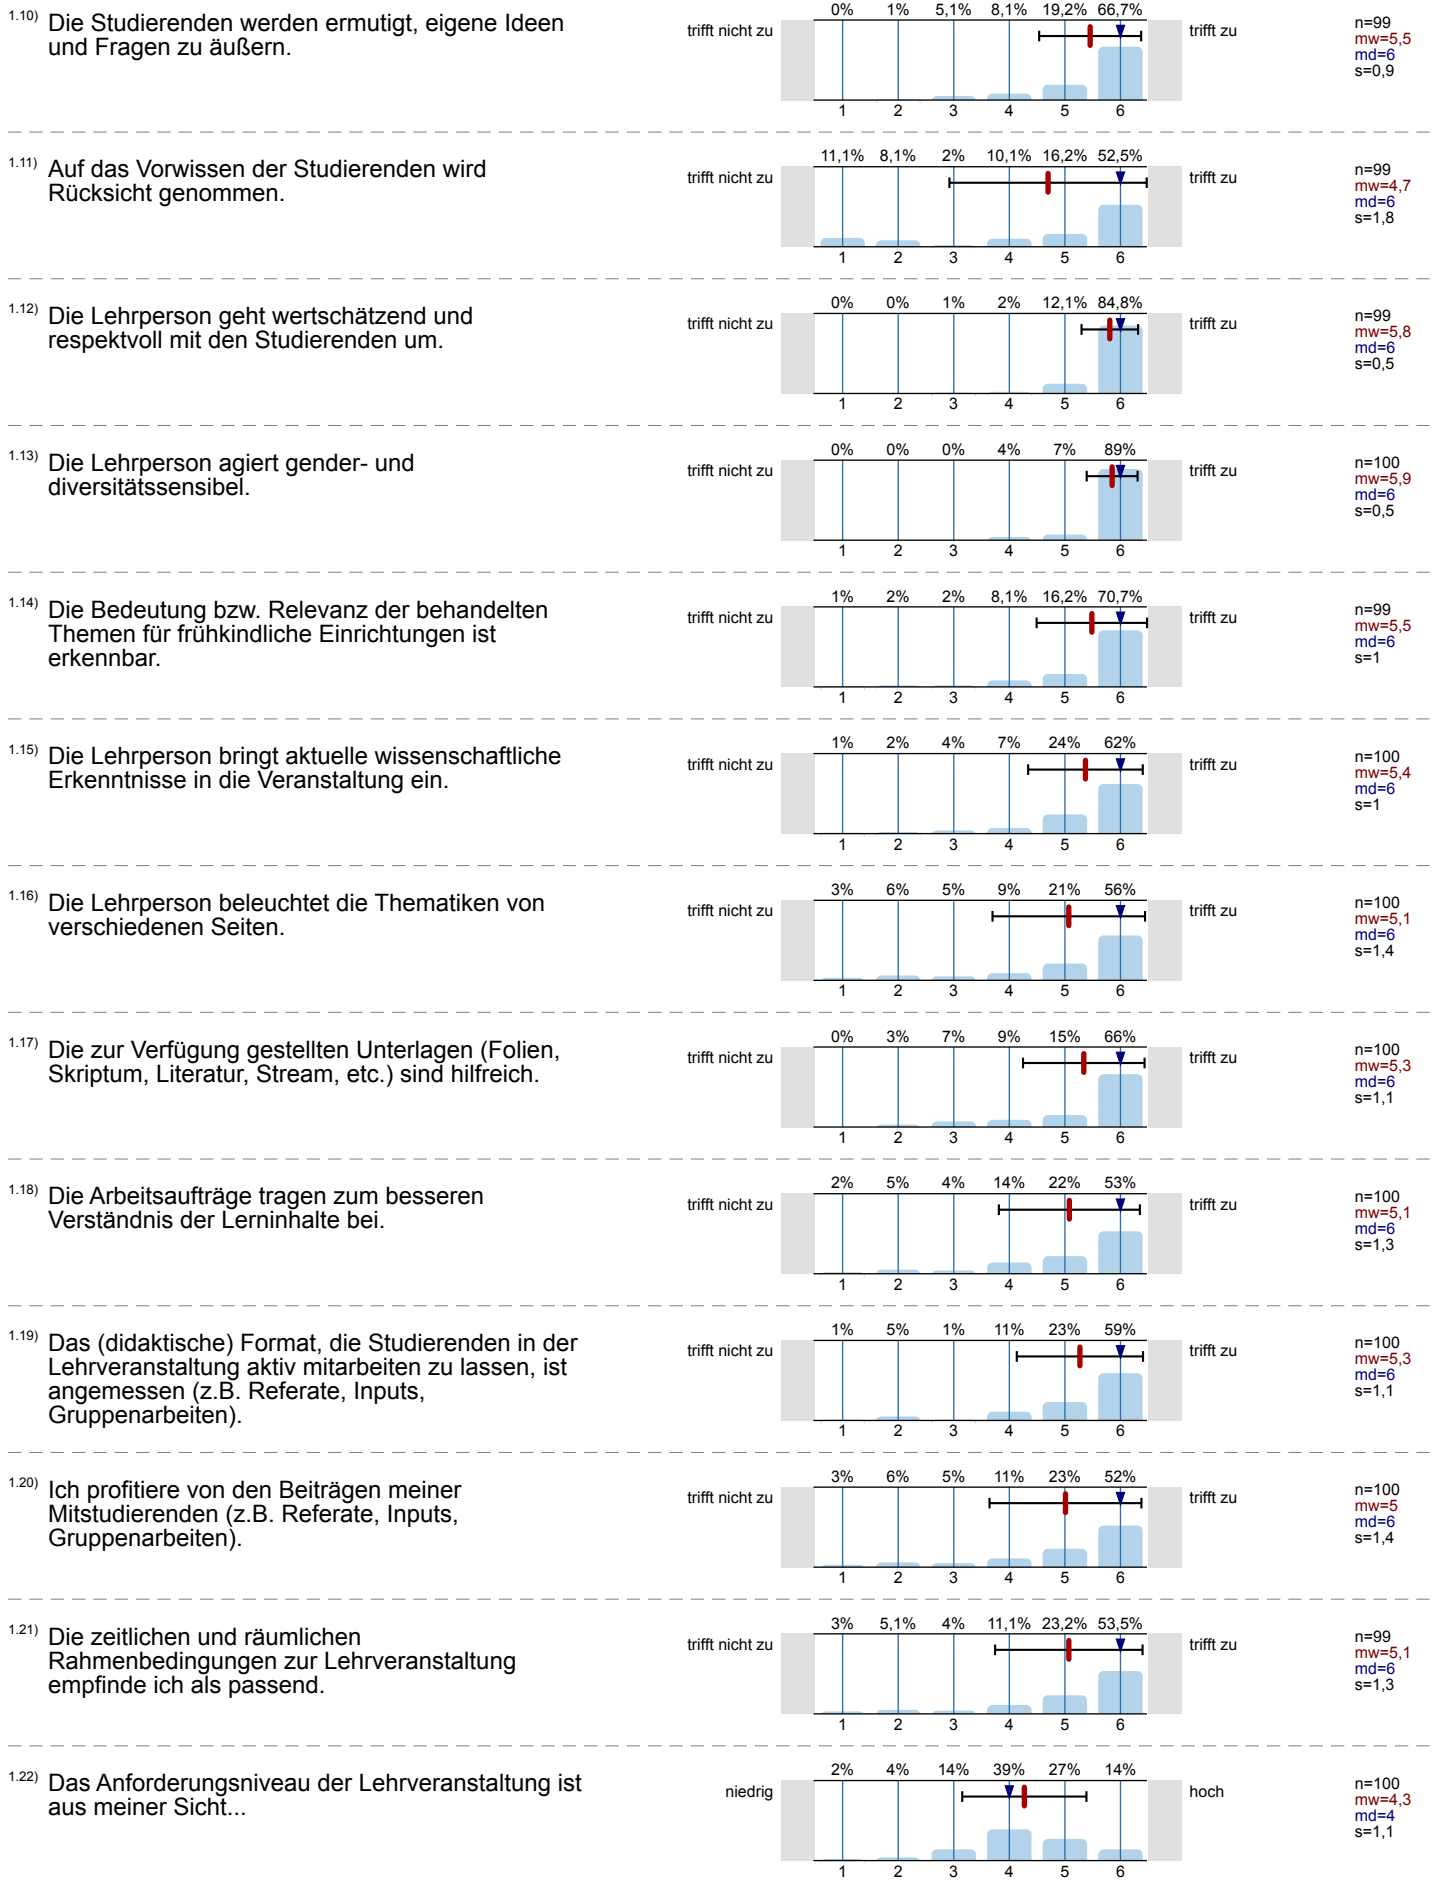 1.10) Die Studierenden werden ermutigt, eigene Ideen
und Fragen zu äußern.
trifft nicht zu
0% 1% 5,1% 8,1% 19,2% 66,7%
1 2 3 4 5 6
trifft zu
n=99
mw=5,5
md=6
s=0,9
1.11) Auf das Vorwissen der Studierenden wird
Rücksicht genommen.
trifft nicht zu
11,1% 8,1% 2% 10,1% 16,2% 52,5%
1 2 3 4 5 6
trifft zu
n=99
mw=4,7
md=6
s=1,8
1.12) Die Lehrperson geht wertschätzend und
respektvoll mit den Studierenden um.
trifft nicht zu
0% 0% 1% 2% 12,1% 84,8%
1 2 3 4 5 6
trifft zu
n=99
mw=5,8
md=6
s=0,5
1.13) Die Lehrperson agiert gender- und
diversitätssensibel.
trifft nicht zu
0% 0% 0% 4% 7% 89%
1 2 3 4 5 6
trifft zu
n=100
mw=5,9
md=6
s=0,5
1.14) Die Bedeutung bzw. Relevanz der behandelten
Themen für frühkindliche Einrichtungen ist
erkennbar.
trifft nicht zu
1% 2% 2% 8,1% 16,2% 70,7%
1 2 3 4 5 6
trifft zu
n=99
mw=5,5
md=6
s=1
1.15) Die Lehrperson bringt aktuelle wissenschaftliche
Erkenntnisse in die Veranstaltung ein.
trifft nicht zu
1% 2% 4% 7% 24% 62%
1 2 3 4 5 6
trifft zu
n=100
mw=5,4
md=6
s=1
1.16) Die Lehrperson beleuchtet die Thematiken von
verschiedenen Seiten.
trifft nicht zu
3% 6% 5% 9% 21% 56%
1 2 3 4 5 6
trifft zu
n=100
mw=5,1
md=6
s=1,4
1.17) Die zur Verfügung gestellten Unterlagen (Folien,
Skriptum, Literatur, Stream, etc.) sind hilfreich.
trifft nicht zu
0% 3% 7% 9% 15% 66%
1 2 3 4 5 6
trifft zu
n=100
mw=5,3
md=6
s=1,1
1.18) Die Arbeitsaufträge tragen zum besseren
Verständnis der Lerninhalte bei.
trifft nicht zu
2% 5% 4% 14% 22% 53%
1 2 3 4 5 6
trifft zu
n=100
mw=5,1
md=6
s=1,3
1.19) Das (didaktische) Format, die Studierenden in der
Lehrveranstaltung aktiv mitarbeiten zu lassen, ist
angemessen (z.B. Referate, Inputs,
Gruppenarbeiten).
trifft nicht zu
1% 5% 1% 11% 23% 59%
1 2 3 4 5 6
trifft zu
n=100
mw=5,3
md=6
s=1,1
1.20) Ich profitiere von den Beiträgen meiner
Mitstudierenden (z.B. Referate, Inputs,
Gruppenarbeiten).
trifft nicht zu
3% 6% 5% 11% 23% 52%
1 2 3 4 5 6
trifft zu
n=100
mw=5
md=6
s=1,4
1.21) Die zeitlichen und räumlichen
Rahmenbedingungen zur Lehrveranstaltung
empfinde ich als passend.
trifft nicht zu
3% 5,1% 4% 11,1% 23,2% 53,5%
1 2 3 4 5 6
trifft zu
n=99
mw=5,1
md=6
s=1,3
1.22) Das Anforderungsniveau der Lehrveranstaltung ist
aus meiner Sicht...
niedrig
2% 4% 14% 39% 27% 14%
1 2 3 4 5 6
hoch
n=100
mw=4,3
md=4
s=1,1